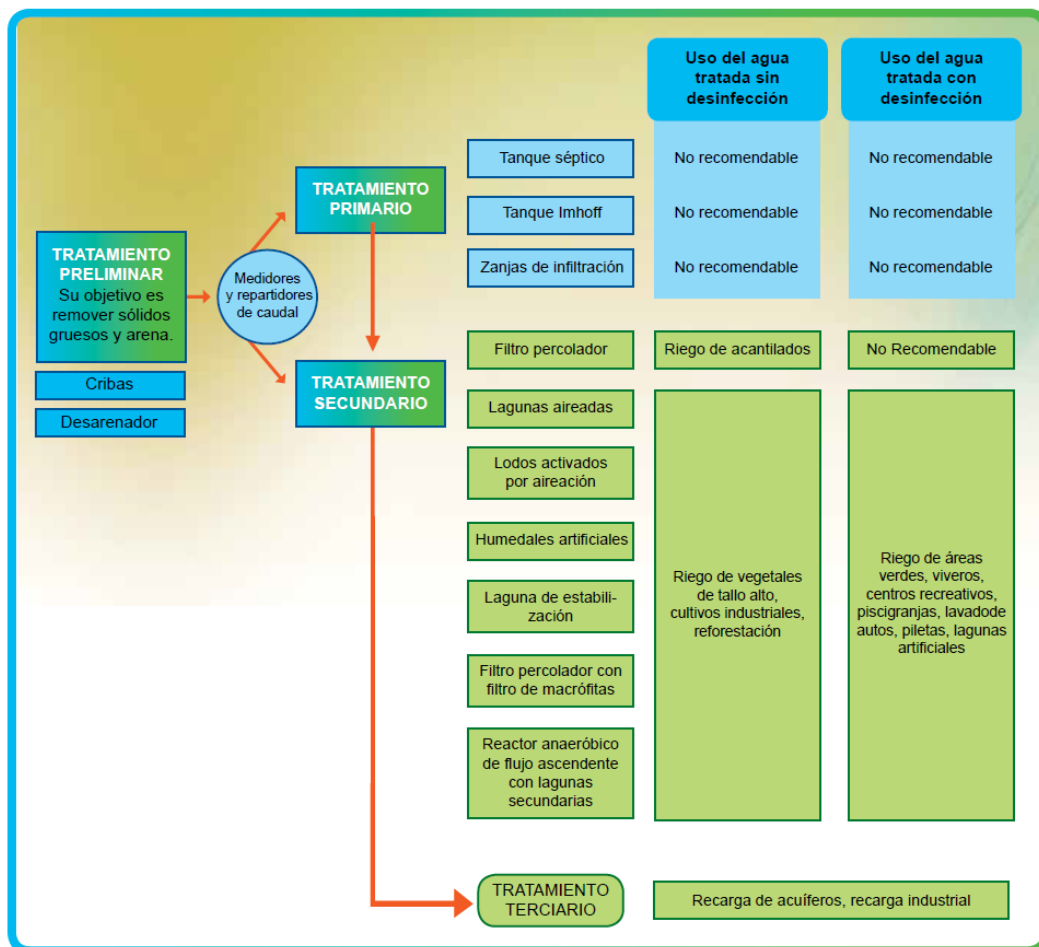 Uso del agua
tratada sin
desinfección
Uso del agua
tratada con
desinfección
Tanque séptico
No recomendable
No recomendable
TRATAMIENTO
PRIMARIO
Tanque Imhoff
No recomendable
No recomendable
TRATAMIENTO
PRELIMINAR
Su objetivo es
remover sólidos
gruesos y arena.
Medidores
y repartidores
de caudal
Zanjas de infiltración
No recomendable
No recomendable
Cribas
Desarenador
TRATAMIENTO
SECUNDARIO
Filtro percolador
Riego de acantilados
No Recomendable
Lagunas aireadas
Lodos activados
por aireación
Humedales artificiales
Laguna de estabili-
zación
Filtro percolador con
filtro de macrófitas
Reactor anaeróbico
de flujo ascendente
con lagunas
secundarias
Riego de vegetales
de tallo alto,
cultivos industriales,
reforestación
Riego de áreas
verdes, viveros,
centros recreativos,
piscigranjas, lavadode
autos, piletas, lagunas
artificiales
TRATAMIENTO
TERCIARIO
Recarga de acuíferos, recarga industrial